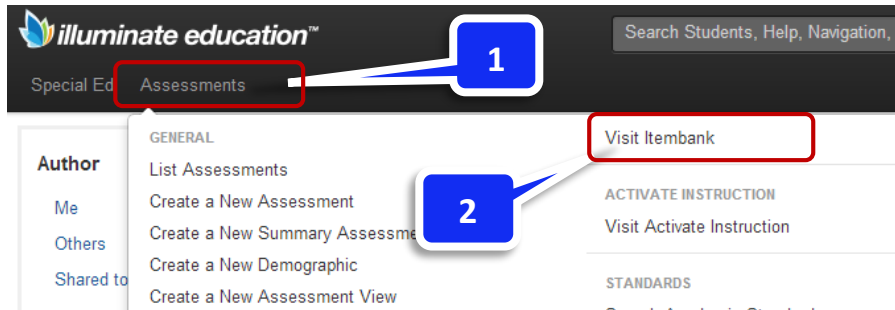 illuminate education™
Search Students, Help, Navigation,
Special Ed Assessments
1
GENERAL
Visit Itembank
Author
List Assessments
Me
Create a New Assessment
2
ACTIVATE INSTRUCTION
Others
Create a New Summary Assessme
Visit Activate Instruction
Shared to
Create a New Demographic
STANDARDS
Create a New Assessment View